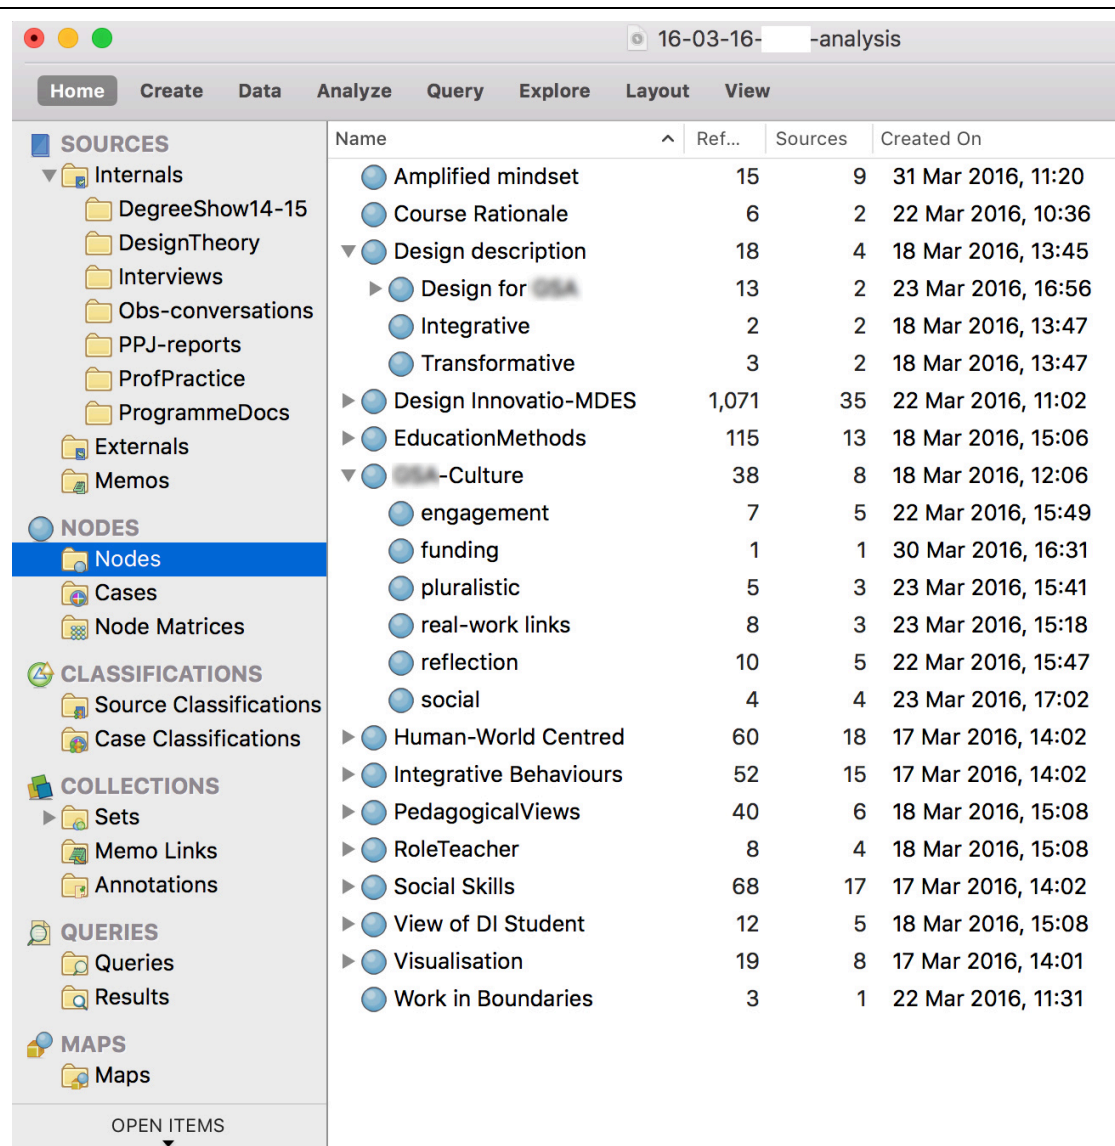 16-03-16- -analysis
Home Create Data Analyze Query Explore Layout View
SOURCES
Internals
DegreeShow14-15
DesignTheory
Interviews
Obs-conversations
PPJ-reports
ProfPractice
ProgrammeDocs
Externals
Memos
NODES
Nodes
Cases
Node Matrices
CLASSIFICATIONS
Source Classifications
Case Classifications
COLLECTIONS
Sets
Memo Links
Annotations
QUERIES
Queries
Results
MAPS
Maps
OPEN ITEMS
Name Ref... Sources Created On
Amplified mindset 15 9 31 Mar 2016, 11:20
Course Rationale 6 2 22 Mar 2016, 10:36
Design description 18 4 18 Mar 2016, 13:45
Design for 13 2 23 Mar 2016, 16:56
Integrative 2 2 18 Mar 2016, 13:47
Transformative 3 2 18 Mar 2016, 13:47
Design Innovatio-MDES 1,071 35 22 Mar 2016, 11:02
EducationMethods 115 13 18 Mar 2016, 15:06
-Culture 38 8 18 Mar 2016, 12:06
engagement 7 5 22 Mar 2016, 15:49
funding 1 1 30 Mar 2016, 16:31
pluralistic 5 3 23 Mar 2016, 15:41
real-work links 8 3 23 Mar 2016, 15:18
reflection 10 5 22 Mar 2016, 15:47
social 4 4 23 Mar 2016, 17:02
Human-World Centred 60 18 17 Mar 2016, 14:02
Integrative Behaviours 52 15 17 Mar 2016, 14:02
PedagogicalViews 40 6 18 Mar 2016, 15:08
RoleTeacher 8 4 18 Mar 2016, 15:08
Social Skills 68 17 17 Mar 2016, 14:02
View of DI Student 12 5 18 Mar 2016, 15:08
Visualisation 19 8 17 Mar 2016, 14:01
Work in Boundaries 3 1 22 Mar 2016, 11:31